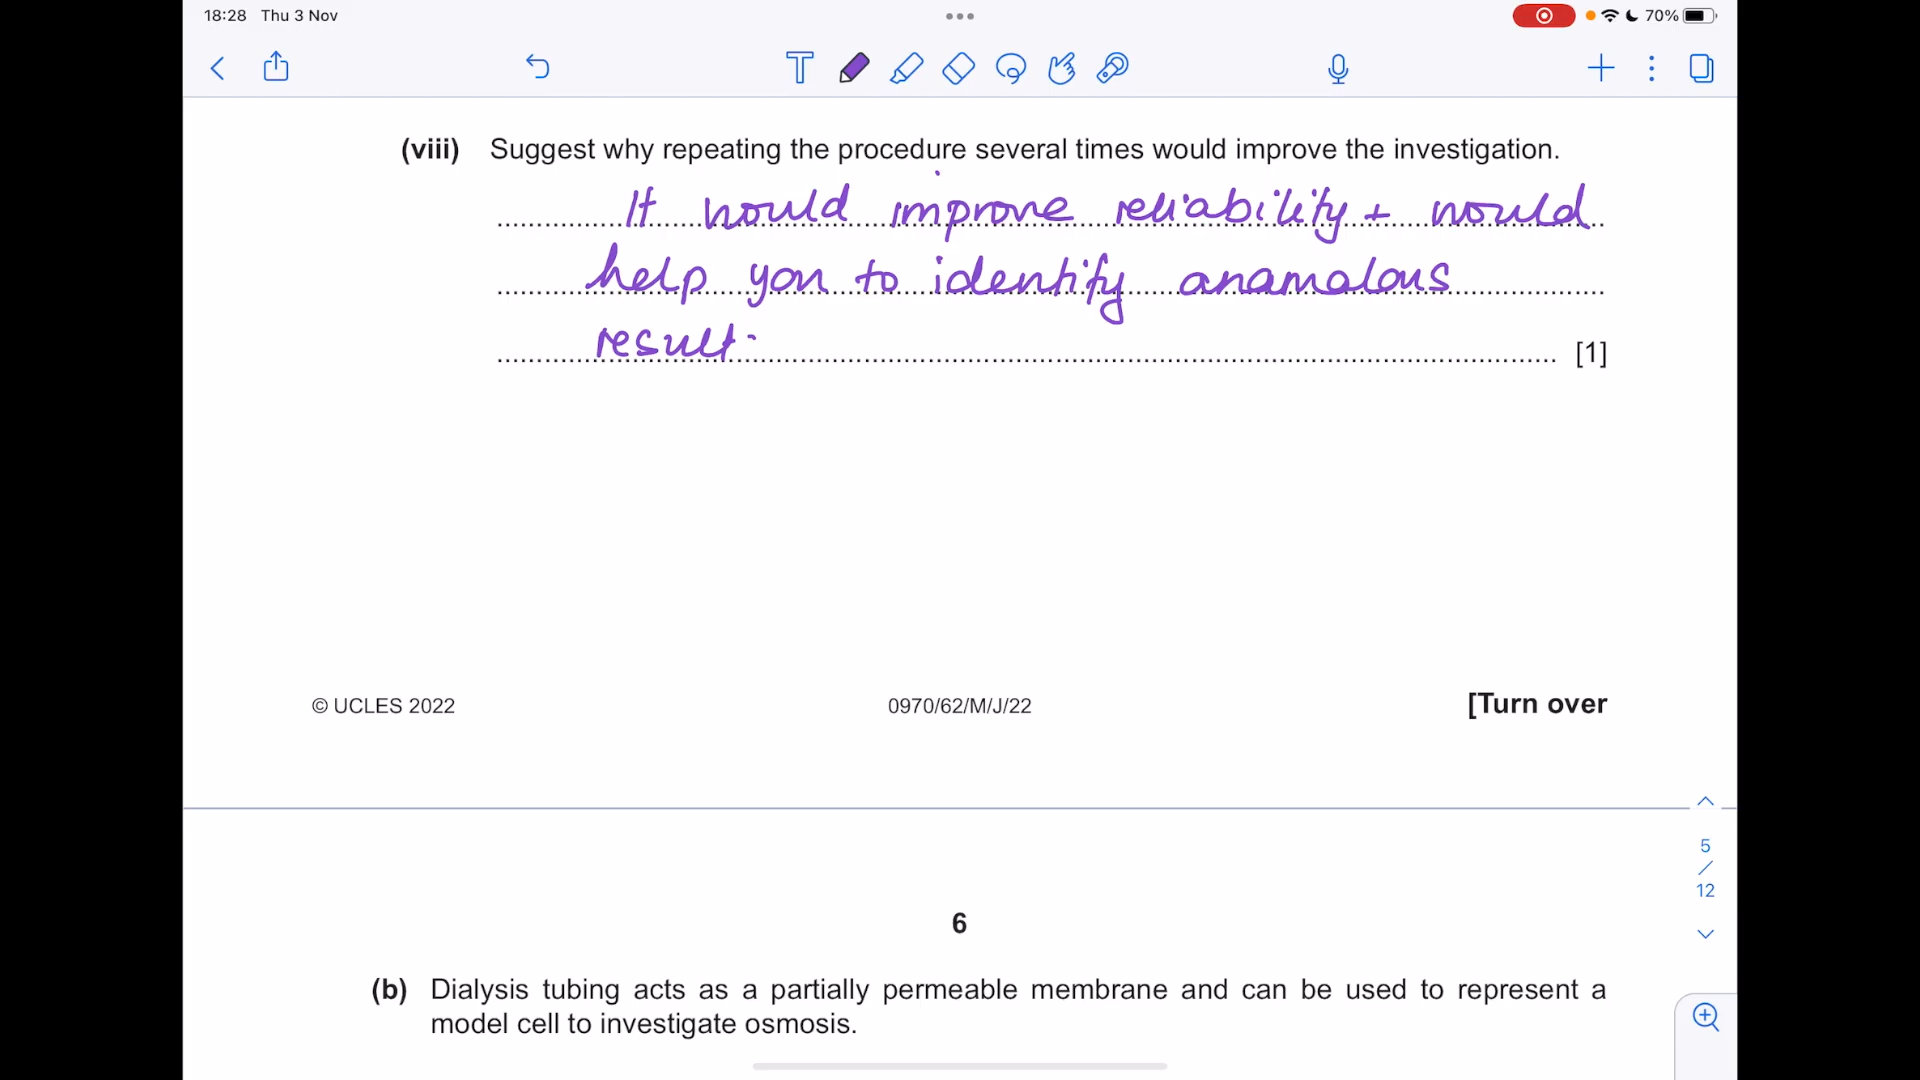 18:28 Thu 3 Nov
70%
(viii) Suggest why repeating the procedure several times would improve the investigation.
It would improve reliability + would
help you to identify anamalous
result.
[1]
© UCLES 2022 0970/62/M/J/22 [Turn over
5
/
12
6
(b) Dialysis tubing acts as a partially permeable membrane and can be used to represent a
model cell to investigate osmosis.